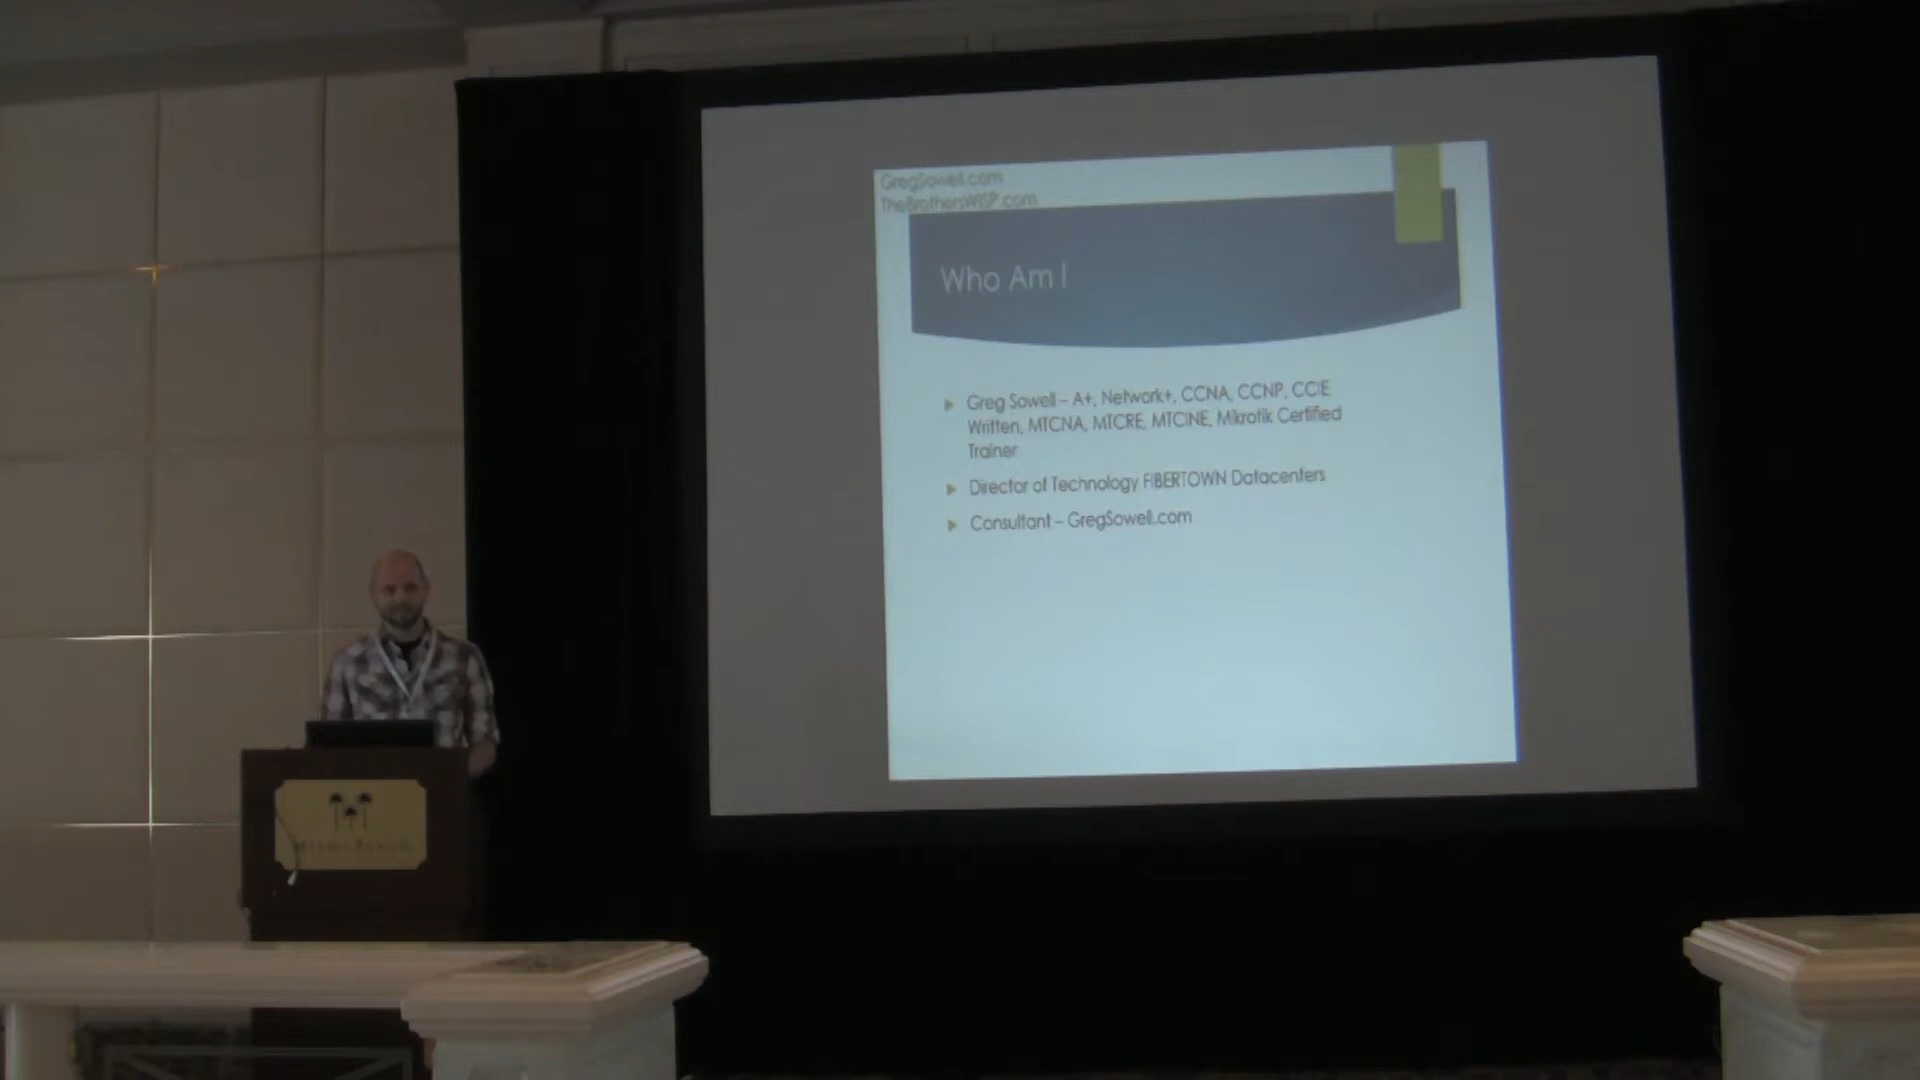 GregSowell.com
TheBrothersWISP.com
Who Am I
Greg Sowell – A+, Network+, CCNA, CCNP, CCIE
Written, MTCNA, MTCRE, MTCINE, Mikrotik Certified
Trainer
Director of Technology FIBERTOWN Datacenters
Consultant – GregSowell.com